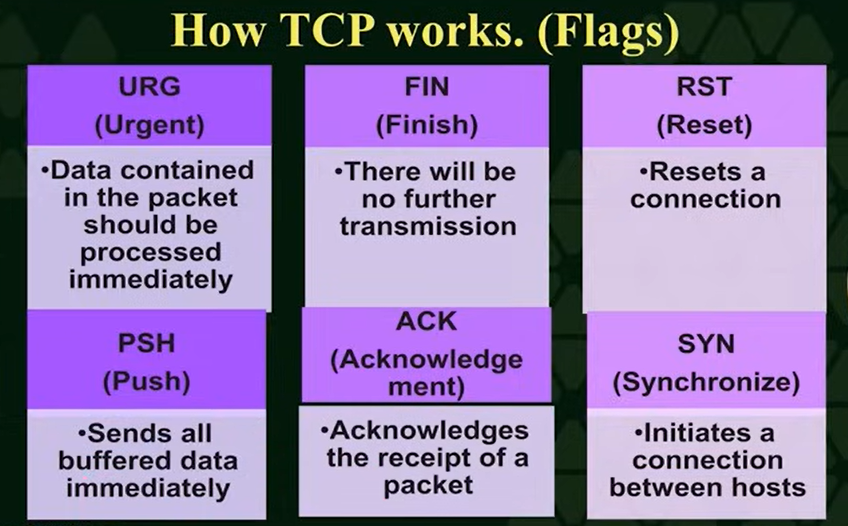 How TCP works. (Flags)
URG
(Urgent)
•Data contained
in the packet
should be
processed
immediately
FIN
(Finish)
•There will be
no further
transmission
RST
(Reset)
•Resets a
connection
PSH
(Push)
•Sends all
buffered data
immediately
ACK
(Acknowledge
ment)
•Acknowledges
the receipt of a
packet
SYN
(Synchronize)
•Initiates a
connection
between hosts